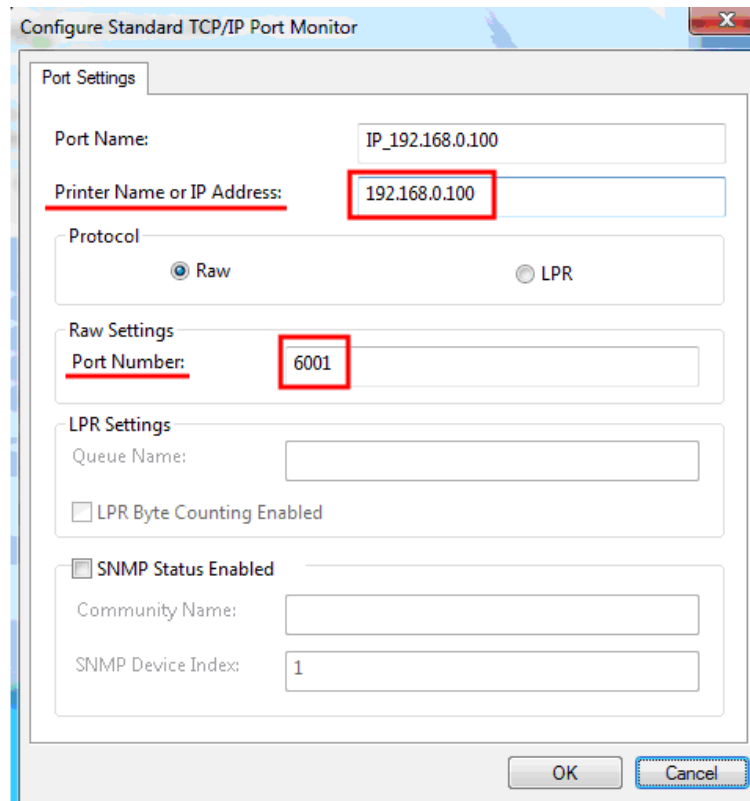 Configure Standard TCP/IP Port Monitor
Port Settings
Port Name: IP_192.168.0.100
Printer Name or IP Address: 192.168.0.100
Protocol
Raw LPR
Raw Settings
Port Number: 6001
LPR Settings
Queue Name:
LPR Byte Counting Enabled
SNMP Status Enabled
Community Name:
SNMP Device Index: 1
OK Cancel